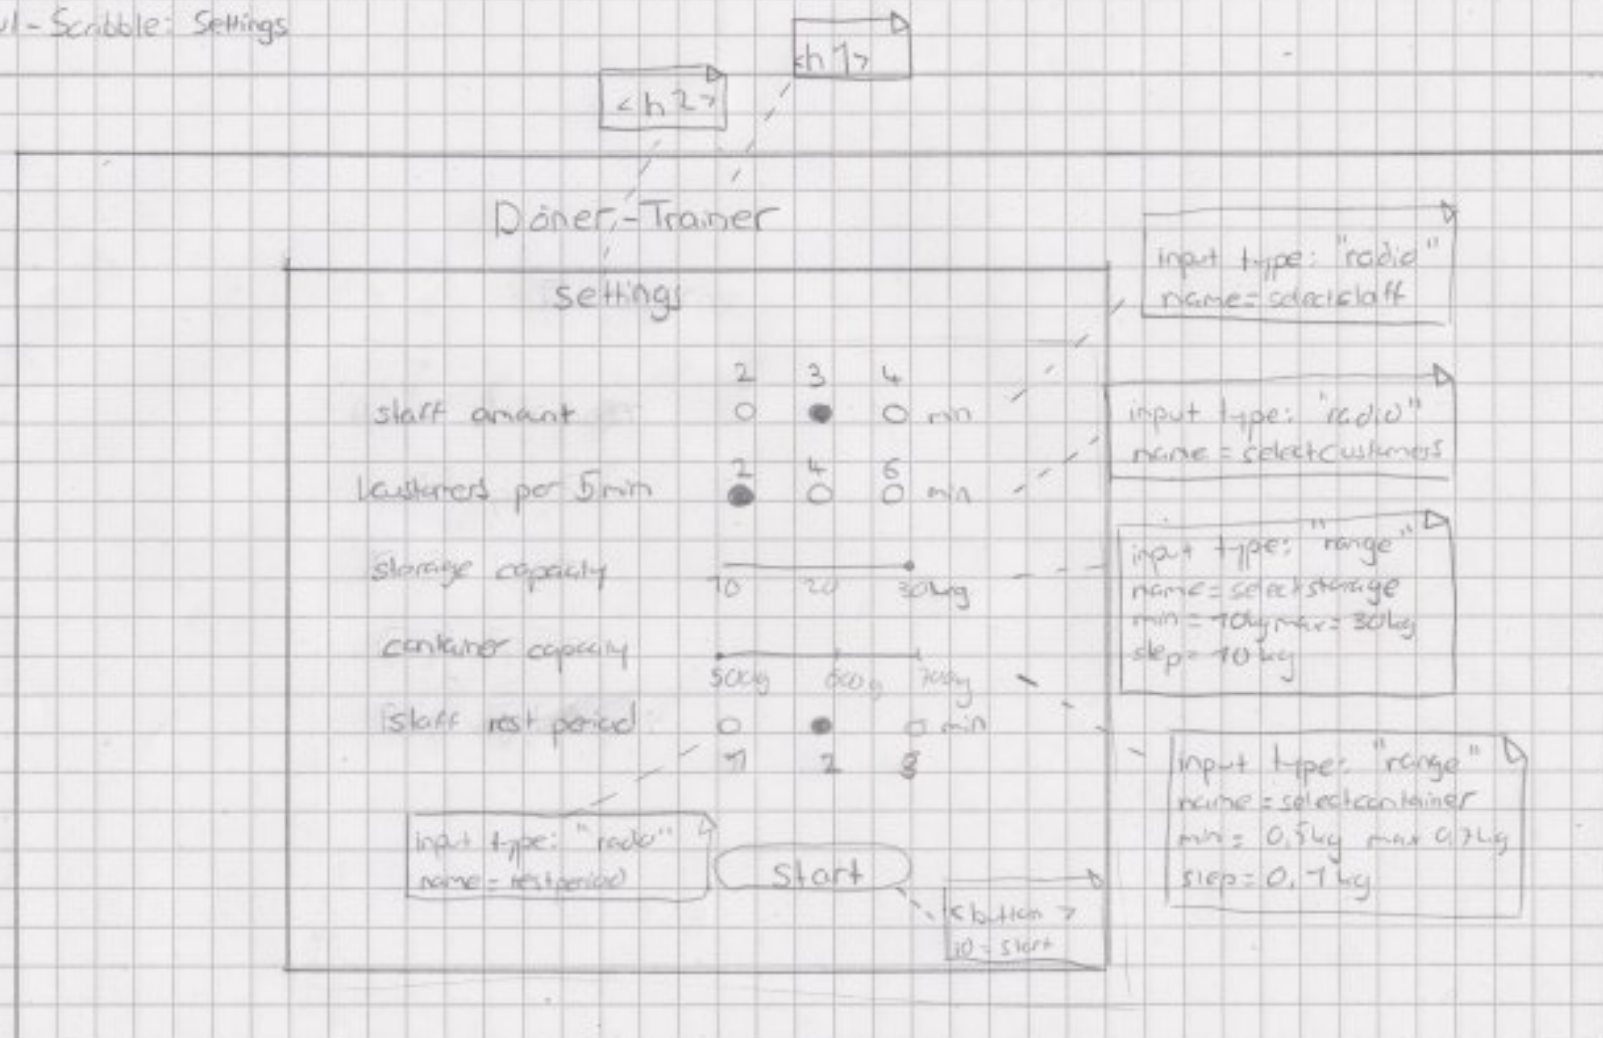 UI-Scribble: Settings
<h1>
<h2>
Döner-Trainer
settings
input type: "radio"
name=selectstaff
2 3 4
staff amount min
input type: "radio"
name=selectcustomers
2 4 6
customers per 5min min
storage capacity
10 20 30kg
input type: "range"
name=selectstorage
min=10kg max=30kg
step=10kg
container capacity
500g 600g 700g
staff rest period min
1 2 3
input type: "range"
name=selectcontainer
min= 0,5kg max 0,7kg
step=0,1kg
input type: "radio"
name=restperiod
Start
<button>
id=start